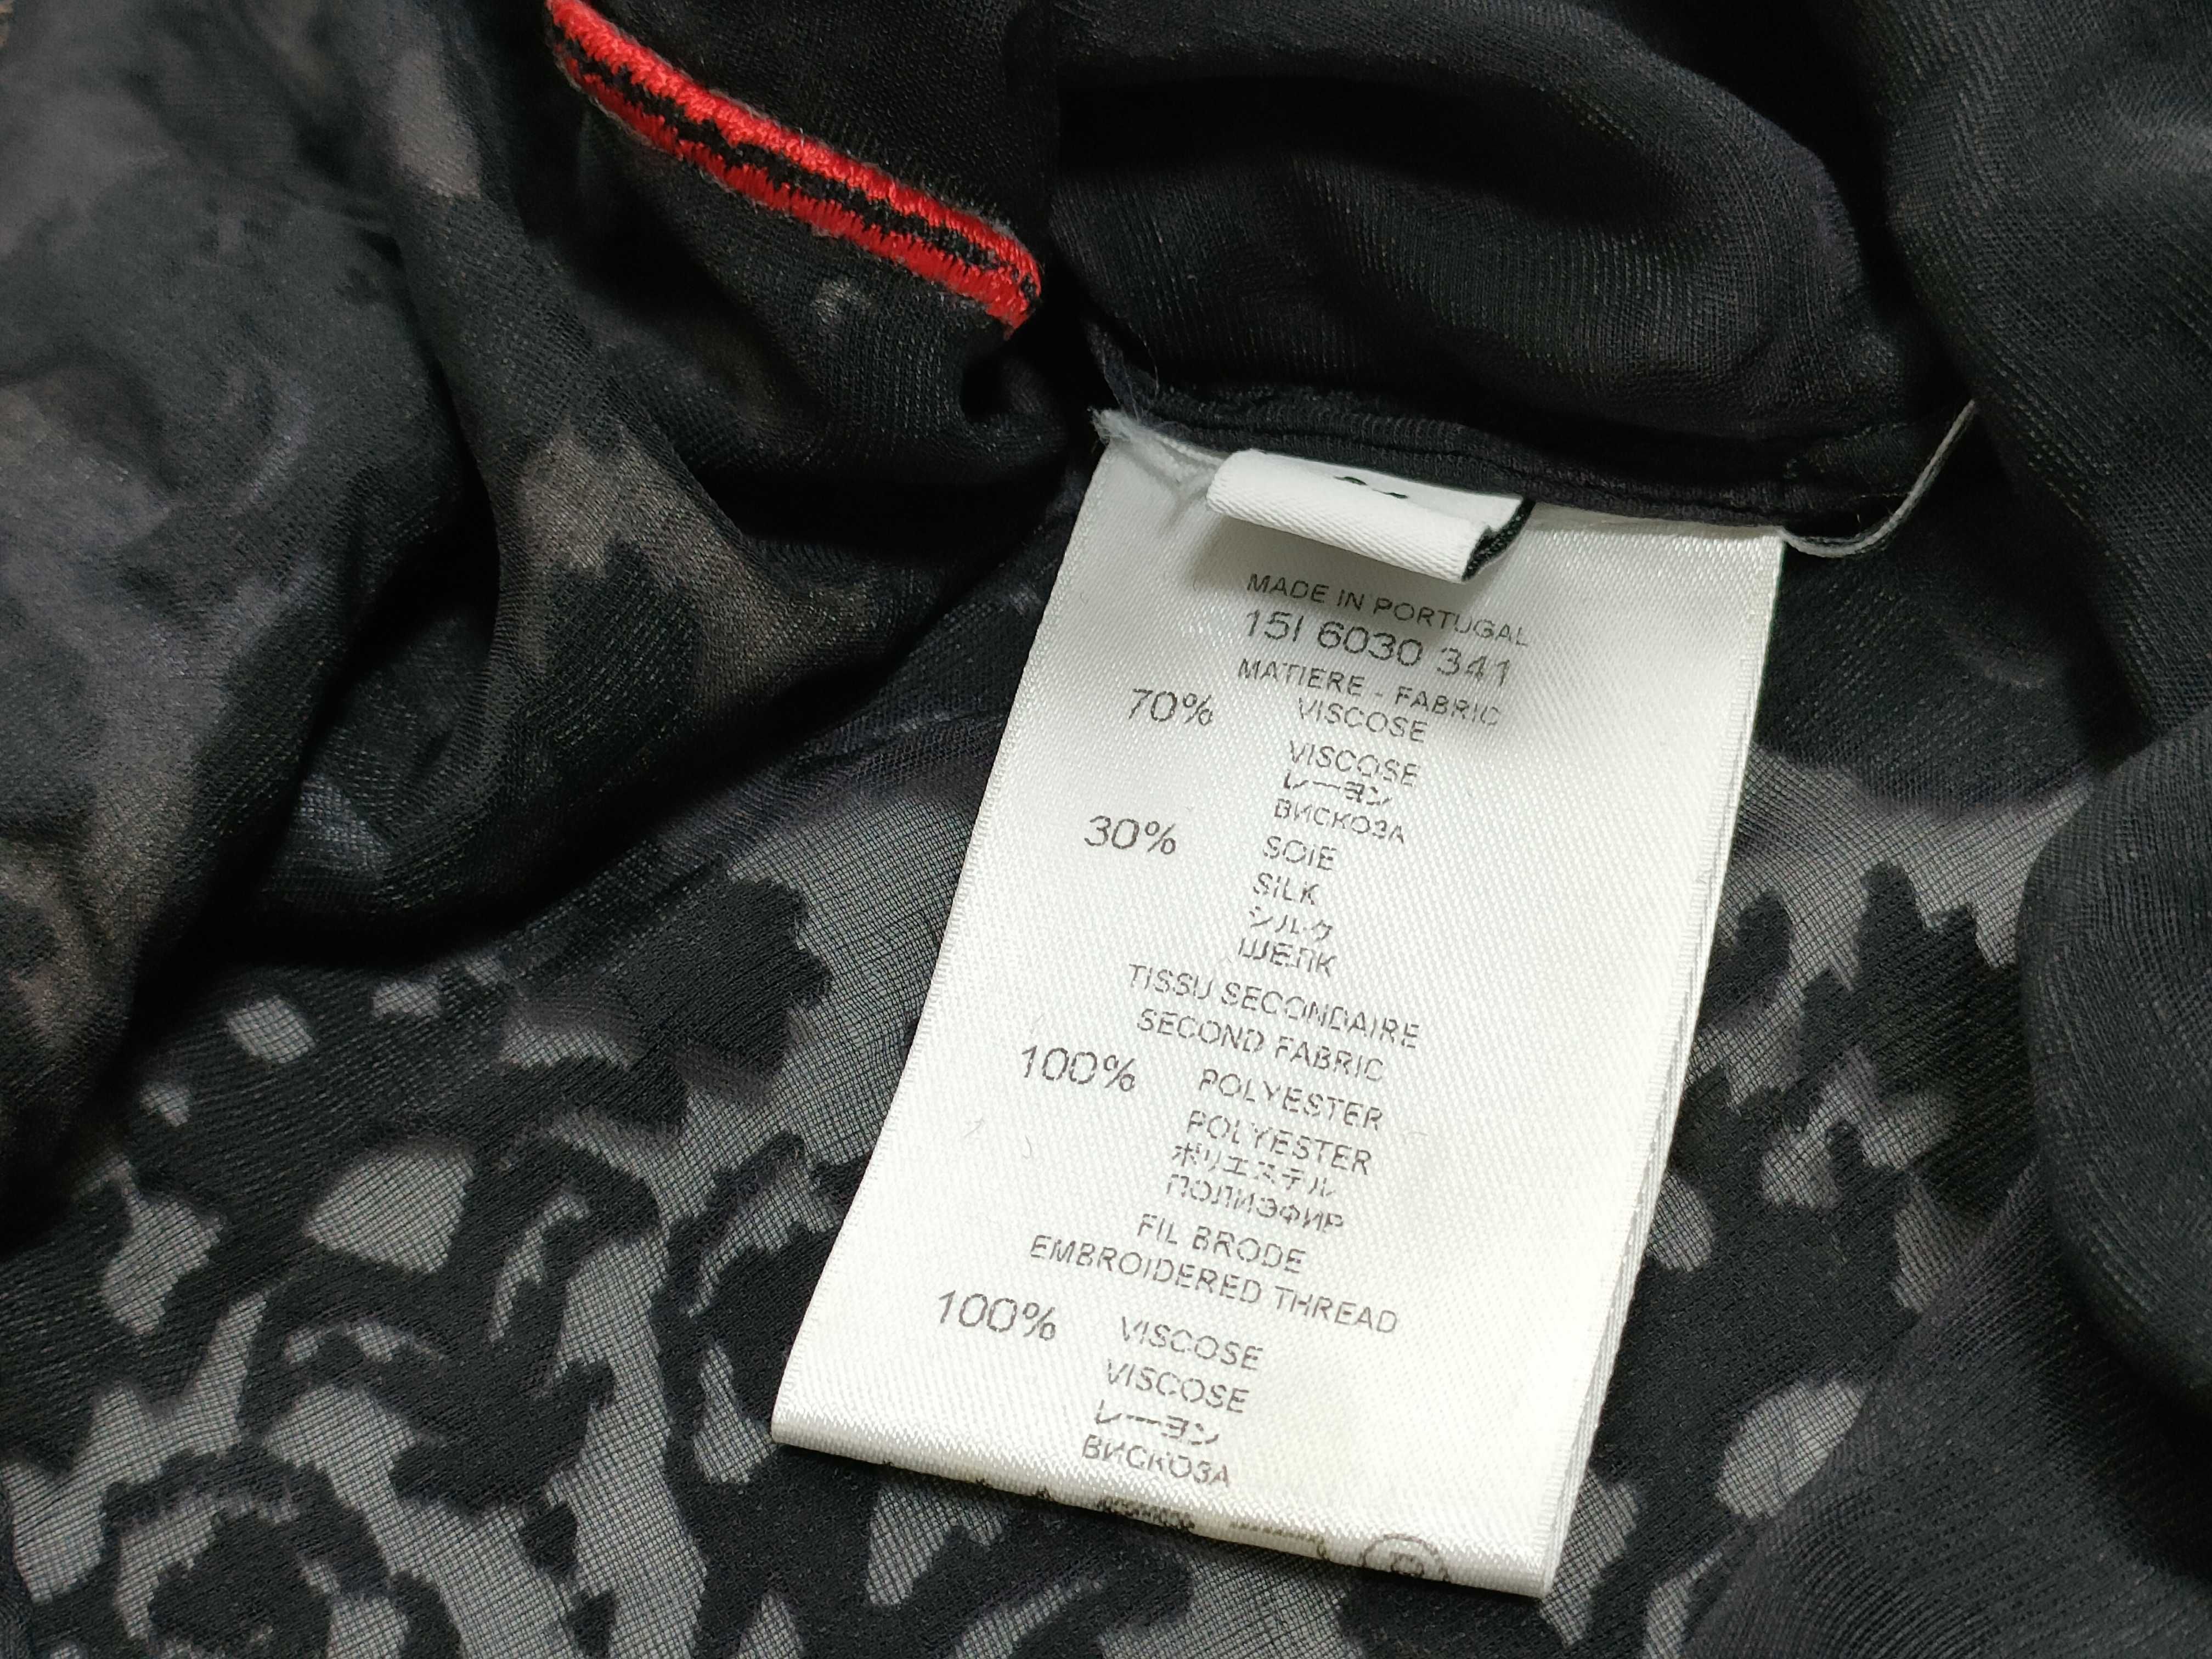 MADE IN PORTUGAL
15I 6030 341
MATIERE - FABRIC
70% VISCOSE
VISCOSE
レーヨン
ВИСКОЗА
30% SOIE
SILK
シルク
ШЕЛК
TISSU SECONDAIRE
SECOND FABRIC
100% POLYESTER
POLYESTER
ポリエステル
ПОЛИЭФИР
FIL BRODE
EMBROIDERED THREAD
100% VISCOSE
VISCOSE
レーヨン
ВИСКОЗА